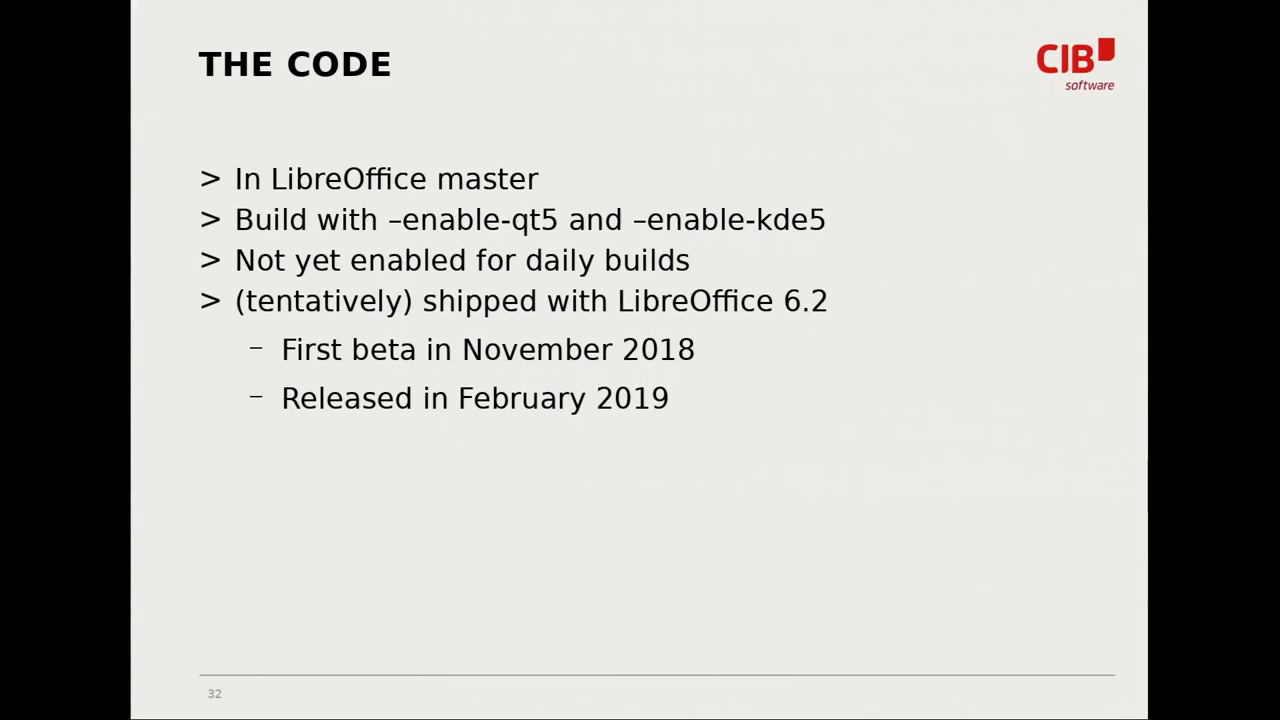 THE CODE
CIB
software
> In LibreOffice master
> Build with –enable-qt5 and –enable-kde5
> Not yet enabled for daily builds
> (tentatively) shipped with LibreOffice 6.2
– First beta in November 2018
– Released in February 2019
32